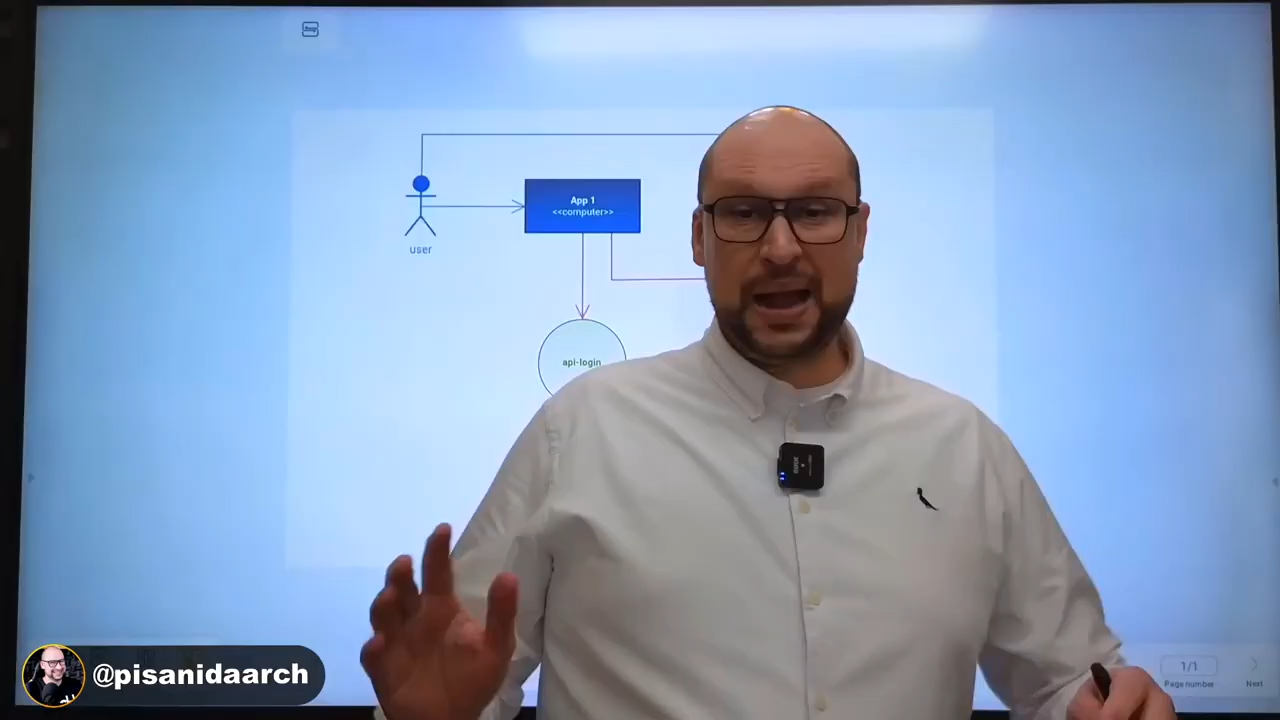 App 1
<<computer>>
user
api-login
@pisanidaarch
1/1
Page number
Next